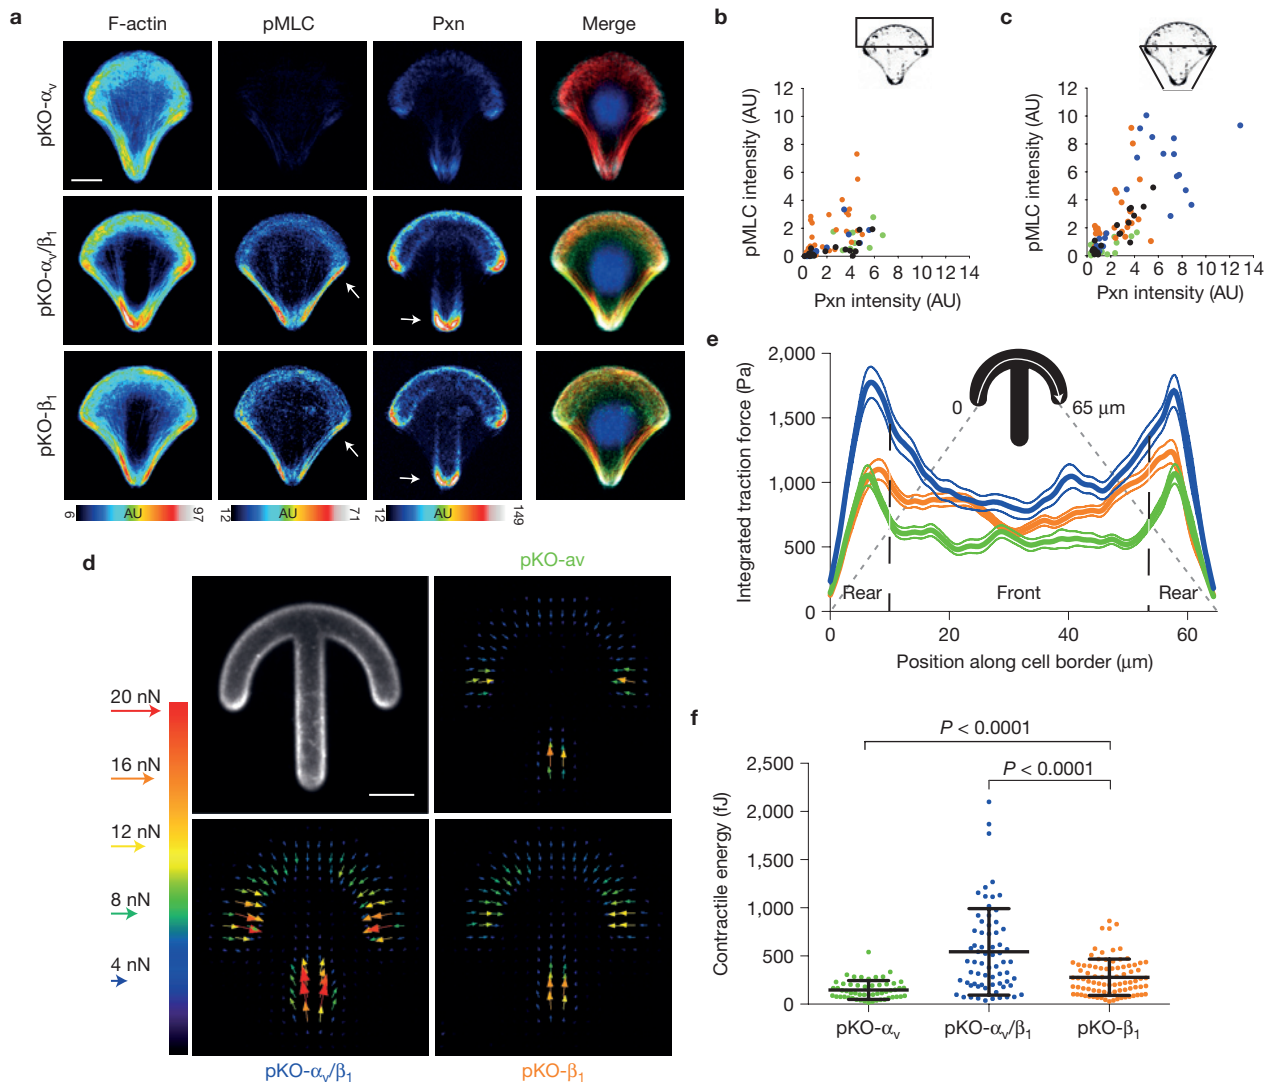 a
F-actin
pMLC
Pxn
Merge
pKO-αv
pKO-αv/β1
pKO-β1
6 AU 97
12 AU 71
12 AU 149
b
pMLC intensity (AU)
12
10
8
6
4
2
0
0 2 4 6 8 10 12 14
Pxn intensity (AU)
c
pMLC intensity (AU)
12
10
8
6
4
2
0
0 2 4 6 8 10 12 14
Pxn intensity (AU)
d
pKO-av
20 nN
16 nN
12 nN
8 nN
4 nN
pKO-αv/β1
pKO-β1
e
Integrated traction force (Pa)
2,000
1,500
1,000
500
0
0
65 μm
Rear
Front
Rear
0 20 40 60
Position along cell border (μm)
f
P < 0.0001
P < 0.0001
Contractile energy (fJ)
2,500
2,000
1,500
1,000
500
0
pKO-αv
pKO-αv/β1
pKO-β1